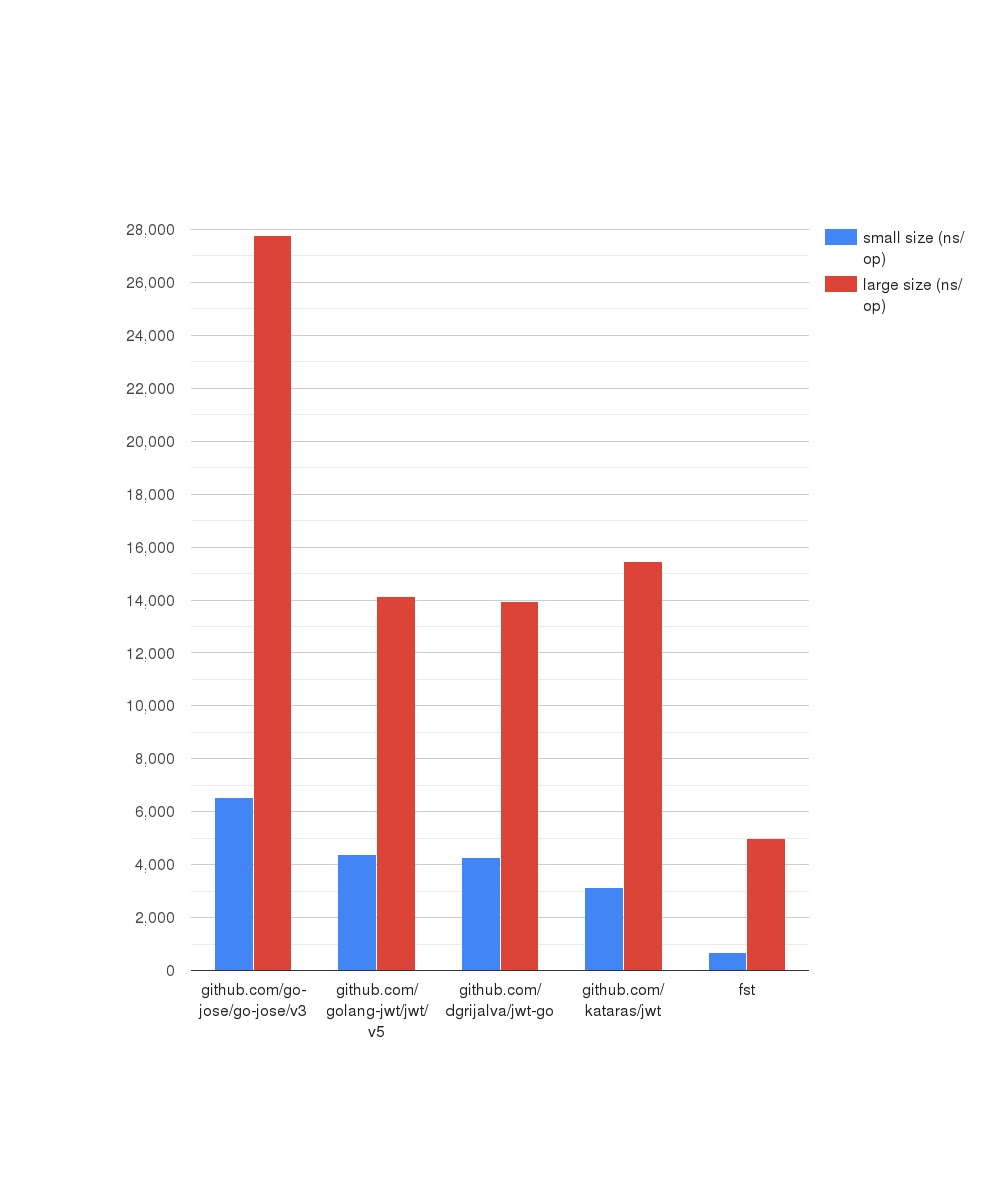 28,000
26,000
24,000
22,000
20,000
18,000
16,000
14,000
12,000
10,000
8,000
6,000
4,000
2,000
0
small size (ns/
op)
large size (ns/
op)
github.com/go-
jose/go-jose/v3
github.com/
golang-jwt/jwt/
v5
github.com/
dgrijalva/jwt-go
github.com/
kataras/jwt
fst